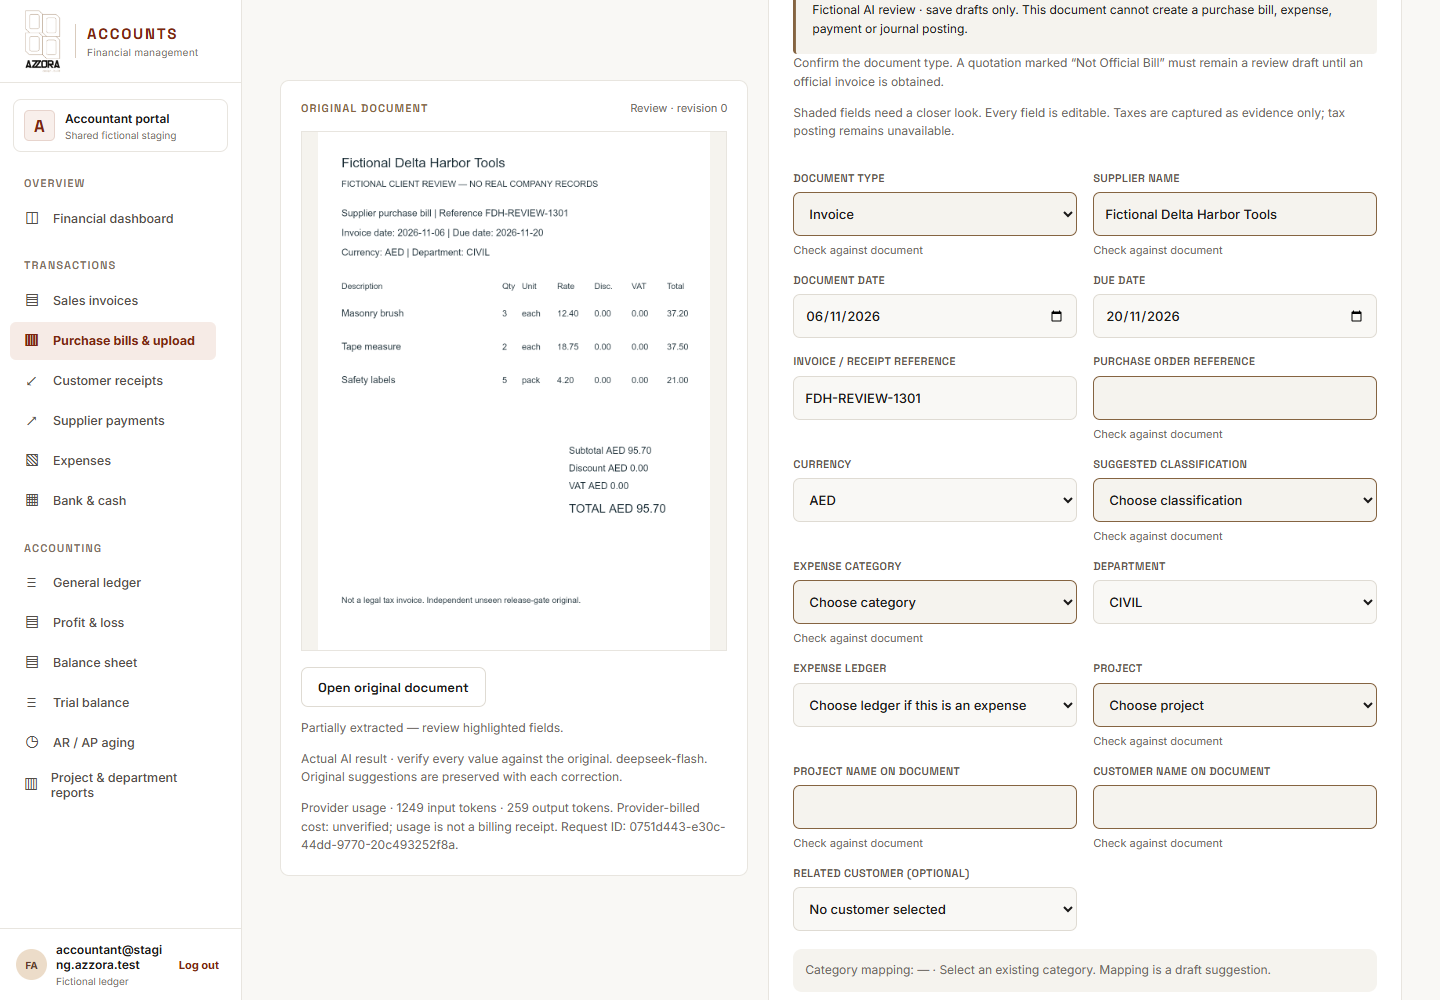 AZZORA
ACCOUNTS
Financial management
A
Accountant portal
Shared fictional staging
OVERVIEW
Financial dashboard
TRANSACTIONS
Sales invoices
Purchase bills & upload
Customer receipts
Supplier payments
Expenses
Bank & cash
ACCOUNTING
General ledger
Profit & loss
Balance sheet
Trial balance
AR / AP aging
Project & department
reports
FA
accountant@stagi
ng.azzora.test
Fictional ledger
Log out
ORIGINAL DOCUMENT
Review · revision 0
Fictional Delta Harbor Tools
FICTIONAL CLIENT REVIEW — NO REAL COMPANY RECORDS
Supplier purchase bill | Reference FDH-REVIEW-1301
Invoice date: 2026-11-06 | Due date: 2026-11-20
Currency: AED | Department: CIVIL
Description Qty Unit Rate Disc. VAT Total
Masonry brush 3 each 12.40 0.00 0.00 37.20
Tape measure 2 each 18.75 0.00 0.00 37.50
Safety labels 5 pack 4.20 0.00 0.00 21.00
Subtotal AED 95.70
Discount AED 0.00
VAT AED 0.00
TOTAL AED 95.70
Not a legal tax invoice. Independent unseen release-gate original.
Open original document
Partially extracted — review highlighted fields.
Actual AI result · verify every value against the original. deepseek-flash.
Original suggestions are preserved with each correction.
Provider usage · 1249 input tokens · 259 output tokens. Provider-billed
cost: unverified; usage is not a billing receipt. Request ID: 0751d443-e30c-
44dd-9770-20c493252f8a.
Fictional AI review · save drafts only. This document cannot create a purchase bill, expense,
payment or journal posting.
Confirm the document type. A quotation marked “Not Official Bill” must remain a review draft until an
official invoice is obtained.
Shaded fields need a closer look. Every field is editable. Taxes are captured as evidence only; tax
posting remains unavailable.
DOCUMENT TYPE
Invoice
Check against document
SUPPLIER NAME
Fictional Delta Harbor Tools
Check against document
DOCUMENT DATE
06/11/2026
DUE DATE
20/11/2026
INVOICE / RECEIPT REFERENCE
FDH-REVIEW-1301
PURCHASE ORDER REFERENCE
Check against document
CURRENCY
AED
SUGGESTED CLASSIFICATION
Choose classification
Check against document
EXPENSE CATEGORY
Choose category
Check against document
DEPARTMENT
CIVIL
EXPENSE LEDGER
Choose ledger if this is an expense
PROJECT
Choose project
Check against document
PROJECT NAME ON DOCUMENT
Check against document
CUSTOMER NAME ON DOCUMENT
Check against document
RELATED CUSTOMER (OPTIONAL)
No customer selected
Category mapping: — · Select an existing category. Mapping is a draft suggestion.